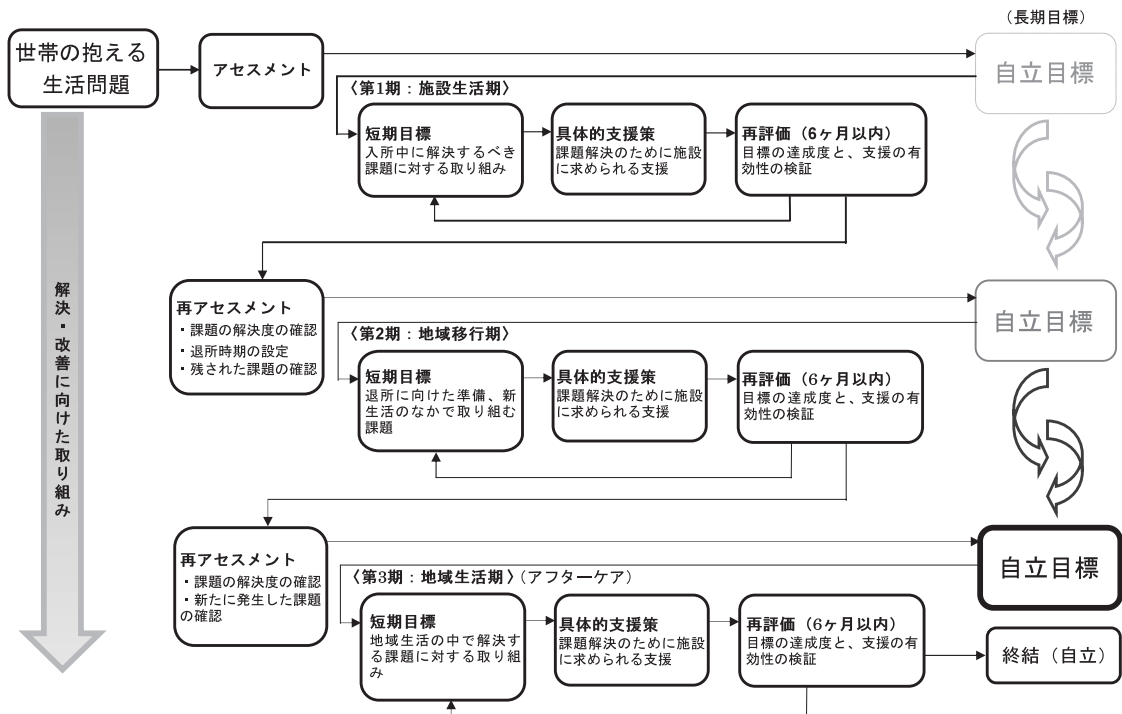 (長期目標)
世帯の抱える
生活問題
アセスメント
自立目標
〈第1期：施設生活期〉
短期目標
入所中に解決するべき
課題に対する取り組み
具体的支援策
課題解決のために施設
に求められる支援
再評価（6ヶ月以内）
目標の達成度と、支援の有
効性の検証
解決・改善に向けた取り組み
再アセスメント
・課題の解決度の確認
・退所時期の設定
・残された課題の確認
自立目標
〈第2期：地域移行期〉
短期目標
退所に向けた準備、新
生活のなかで取り組む
課題
具体的支援策
課題解決のために施設
に求められる支援
再評価（6ヶ月以内）
目標の達成度と、支援の有
効性の検証
再アセスメント
・課題の解決度の確認
・新たに発生した課題
の確認
自立目標
〈第3期：地域生活期〉(アフターケア)
短期目標
地域生活の中で解決す
る課題に対する取り組
み
具体的支援策
課題解決のために施設
に求められる支援
再評価（6ヶ月以内）
目標の達成度と、支援の有
効性の検証
終結（自立）